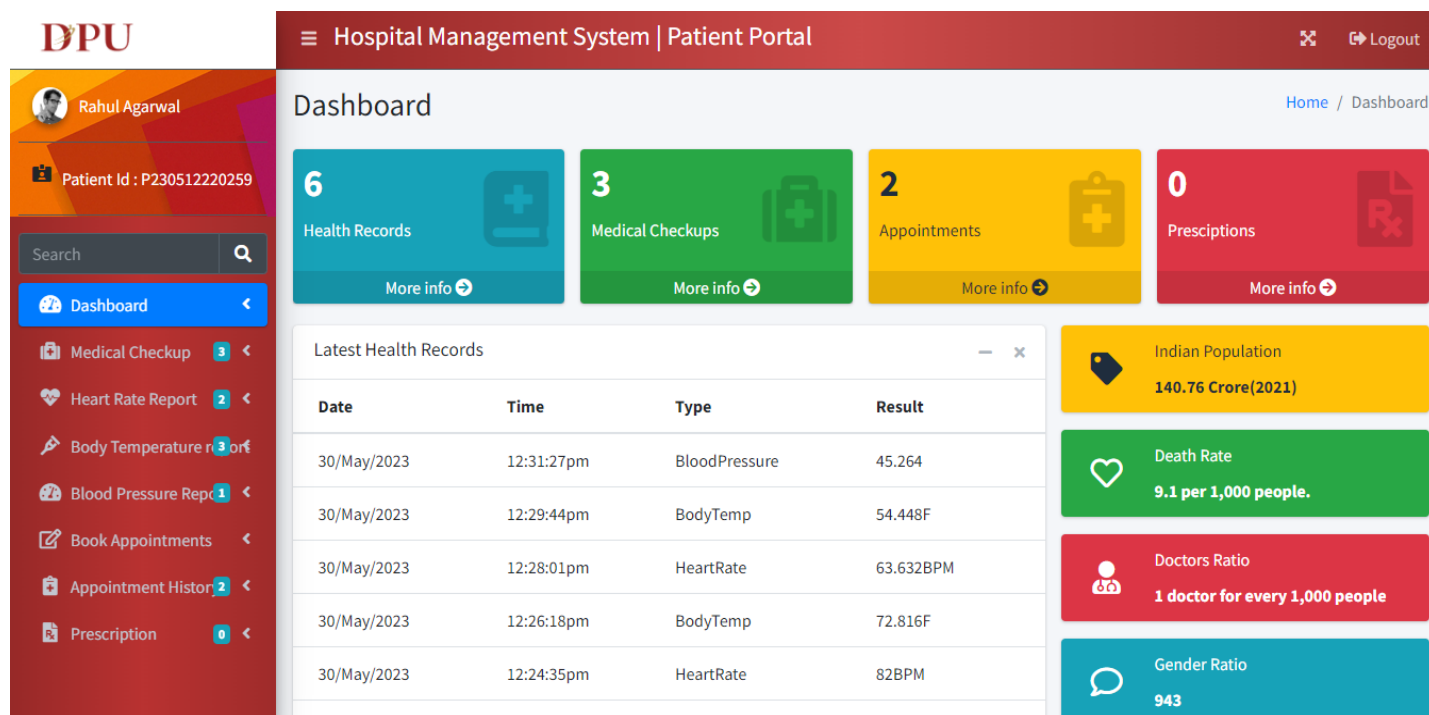 DPU
Hospital Management System | Patient Portal
Logout
Rahul Agarwal
Patient Id : P230512220259
Search
Dashboard
Medical Checkup 3
Heart Rate Report 2
Body Temperature r 3 ort
Blood Pressure Repo 1
Book Appointments
Appointment History 2
Prescription 0
Dashboard
Home / Dashboard
6
Health Records
More info
3
Medical Checkups
More info
2
Appointments
More info
0
Presciptions
Rx
More info
Latest Health Records
Date Time Type Result
30/May/2023 12:31:27pm BloodPressure 45.264
30/May/2023 12:29:44pm BodyTemp 54.448F
30/May/2023 12:28:01pm HeartRate 63.632BPM
30/May/2023 12:26:18pm BodyTemp 72.816F
30/May/2023 12:24:35pm HeartRate 82BPM
Indian Population
140.76 Crore(2021)
Death Rate
9.1 per 1,000 people.
Doctors Ratio
1 doctor for every 1,000 people
Gender Ratio
943